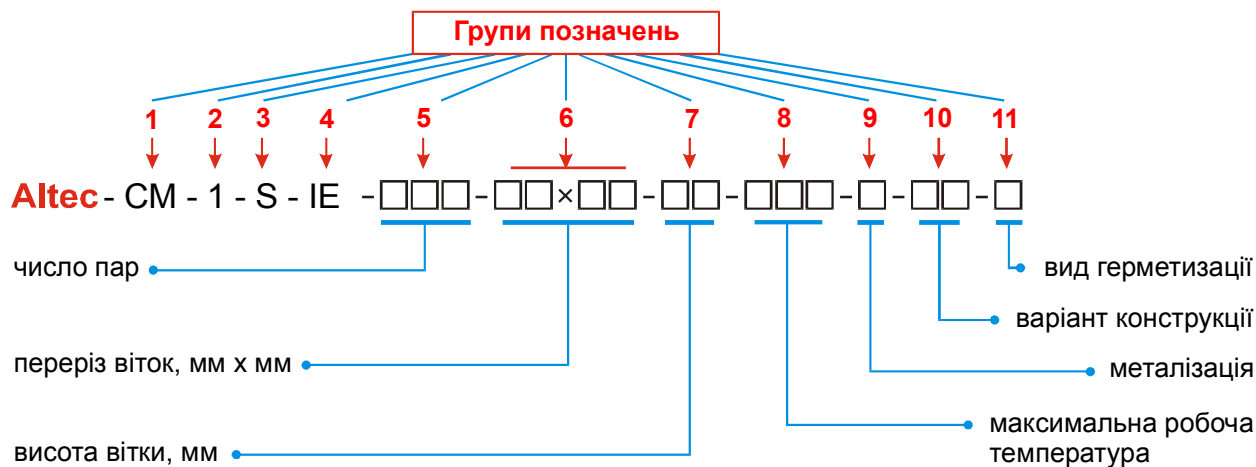 Групи позначень
1 2 3 4 5 6 7 8 9 10 11
Altec - CM - 1 - S - IE - □□□ - □□×□□ - □□ - □□□ - □ - □□ - □
число пар
вид герметизації
варіант конструкції
переріз віток, мм х мм
металізація
максимальна робоча
температура
висота вітки, мм